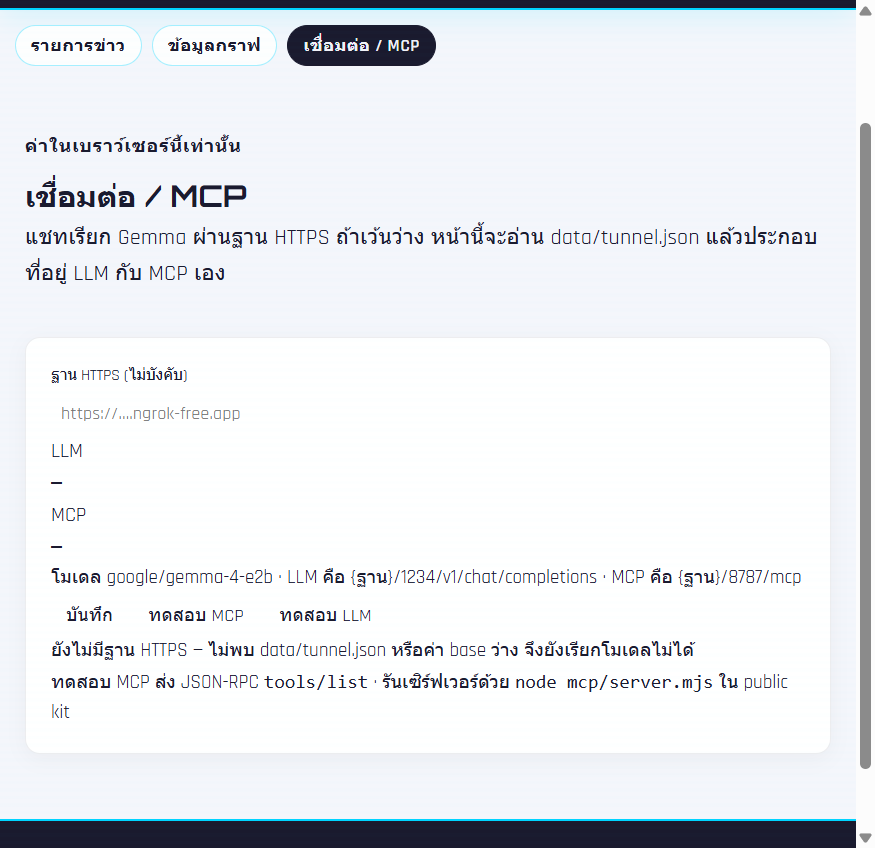 รายการข่าว ข้อมูลกราฟ เชื่อมต่อ / MCP
ค่าในเบราว์เซอร์นี้เท่านั้น
เชื่อมต่อ / MCP
แชทเรียก Gemma ผ่านฐาน HTTPS ถ้าเว้นว่าง หน้านี้จะอ่าน data/tunnel.json แล้วประกอบ
ที่อยู่ LLM กับ MCP เอง
ฐาน HTTPS (ไม่บังคับ)
https://....ngrok-free.app
LLM
—
MCP
—
โมเดล google/gemma-4-e2b · LLM คือ {ฐาน}/1234/v1/chat/completions · MCP คือ {ฐาน}/8787/mcp
บันทึก ทดสอบ MCP ทดสอบ LLM
ยังไม่มีฐาน HTTPS — ไม่พบ data/tunnel.json หรือค่า base ว่าง จึงยังเรียกโมเดลไม่ได้
ทดสอบ MCP ส่ง JSON-RPC tools/list · รันเซิร์ฟเวอร์ด้วย node mcp/server.mjs ใน public
kit